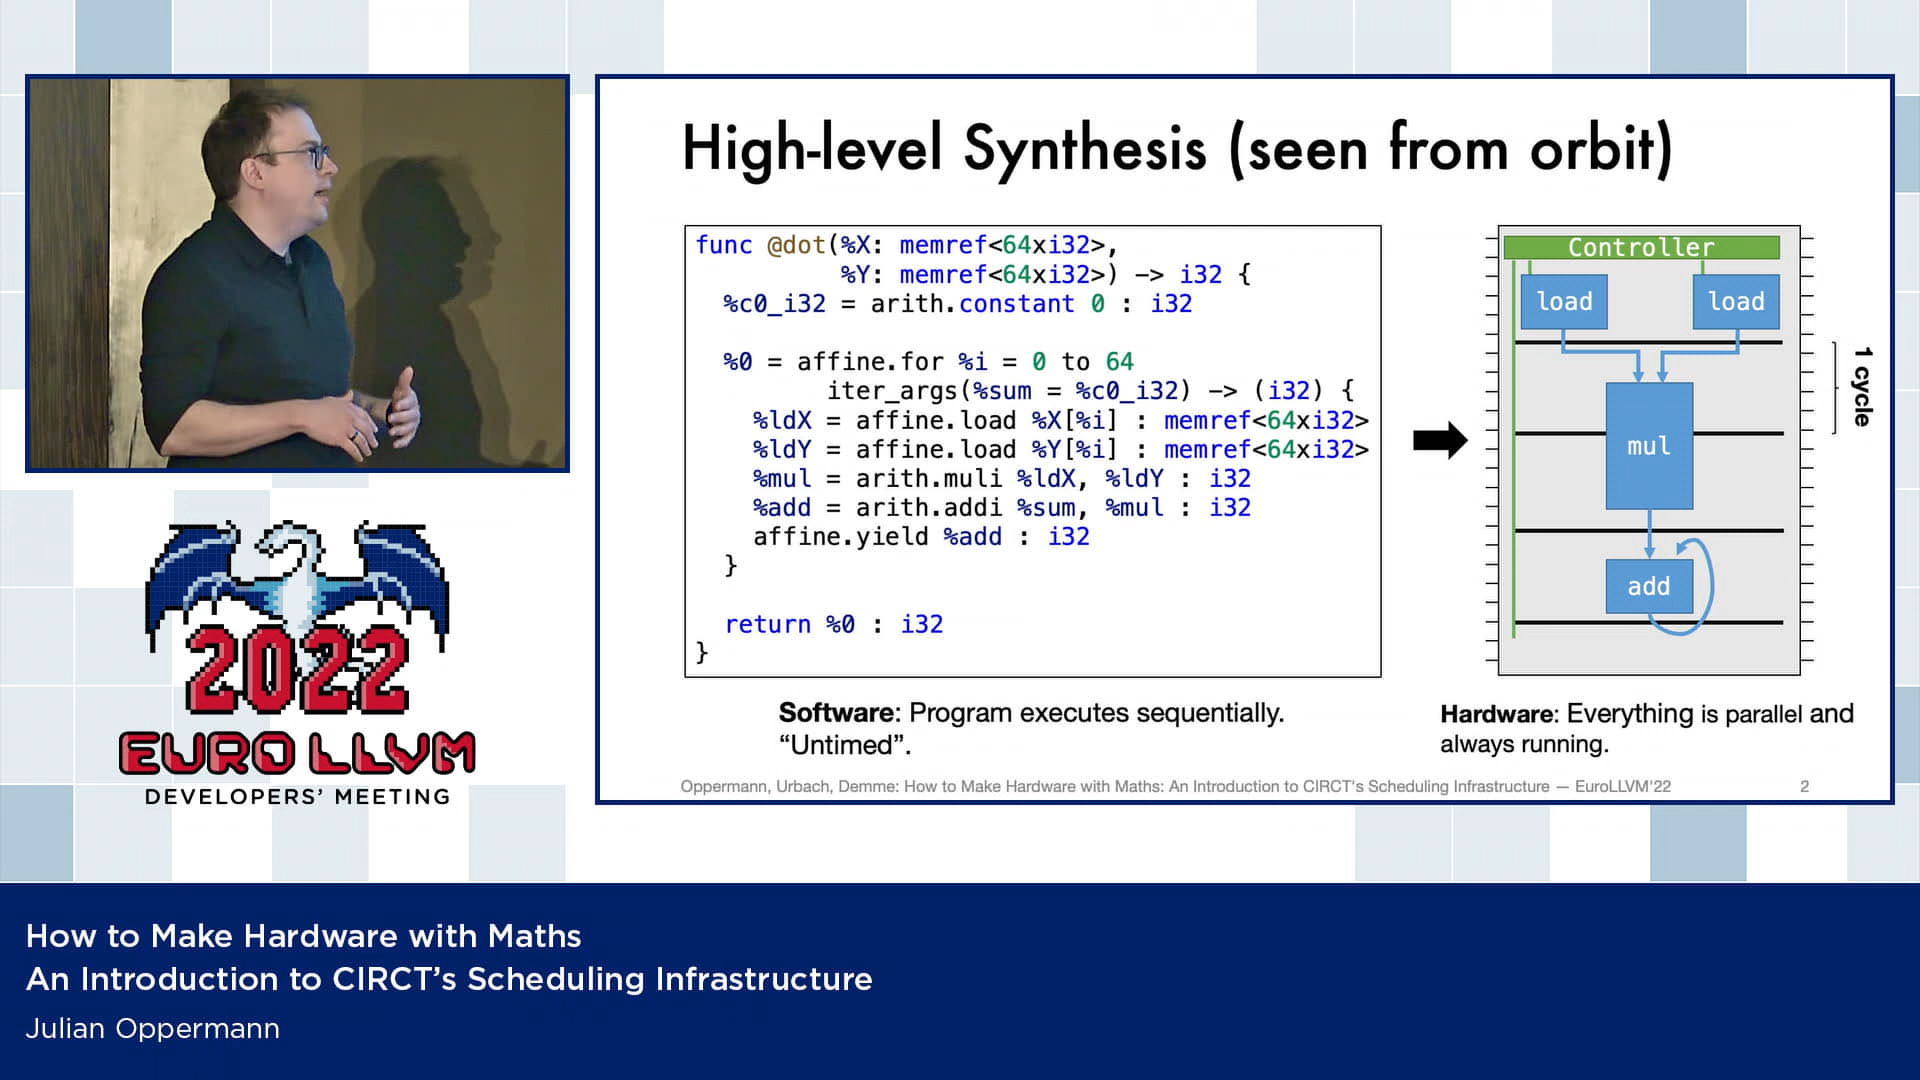 High-level Synthesis (seen from orbit)
func @dot(%X: memref<64xi32>,
%Y: memref<64xi32>) -> i32 {
%c0_i32 = arith.constant 0 : i32
%0 = affine.for %i = 0 to 64
iter_args(%sum = %c0_i32) -> (i32) {
%ldX = affine.load %X[%i] : memref<64xi32>
%ldY = affine.load %Y[%i] : memref<64xi32>
%mul = arith.muli %ldX, %ldY : i32
%add = arith.addi %sum, %mul : i32
affine.yield %add : i32
}
return %0 : i32
}
Controller
load load
1 cycle
mul
add
Software: Program executes sequentially.
“Untimed”.
Hardware: Everything is parallel and
always running.
Oppermann, Urbach, Demme: How to Make Hardware with Maths: An Introduction to CIRCT's Scheduling Infrastructure — EuroLLVM'22 2
2022
EURO LLVM
DEVELOPERS’ MEETING
How to Make Hardware with Maths
An Introduction to CIRCT’s Scheduling Infrastructure
Julian Oppermann